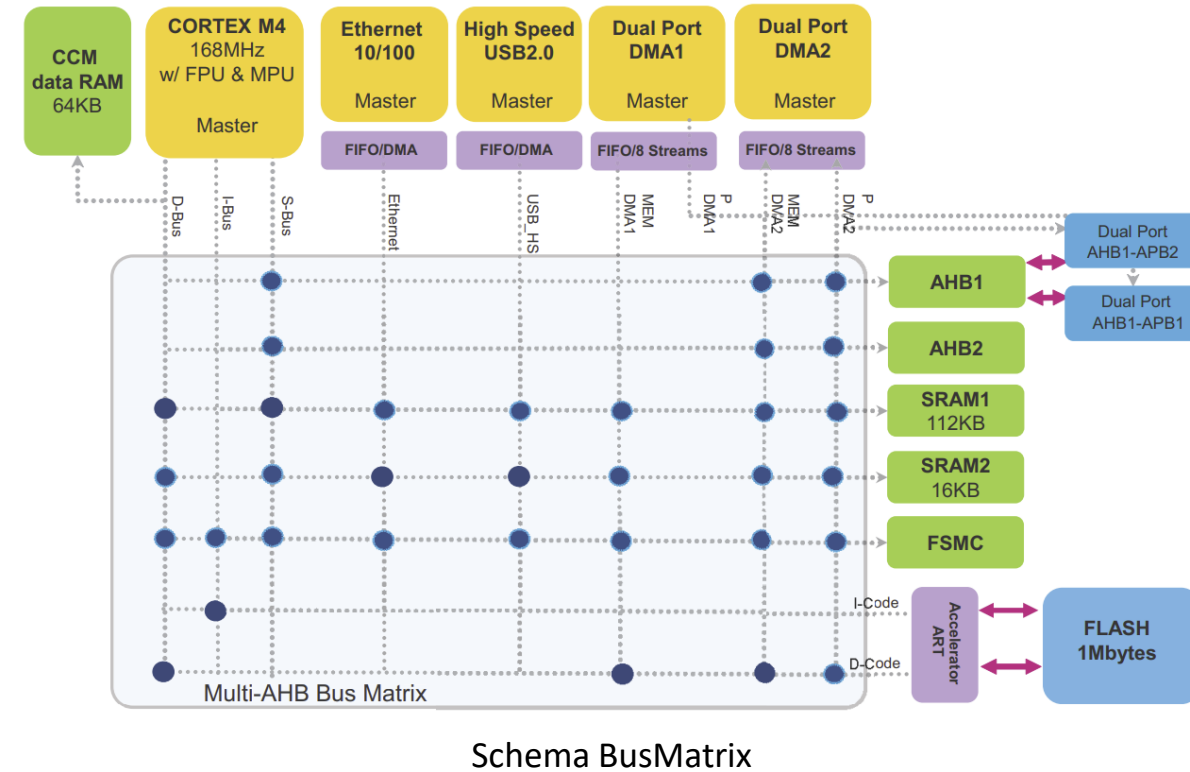 CCM
data RAM
64KB
CORTEX M4
168MHz
w/ FPU & MPU
Master
Ethernet
10/100
Master
High Speed
USB2.0
Master
Dual Port
DMA1
Master
Dual Port
DMA2
Master
FIFO/DMA
FIFO/DMA
FIFO/8 Streams
FIFO/8 Streams
D-Bus
I-Bus
S-Bus
Ethernet
USB_HS
MEM
DMA1
P
DMA1
MEM
DMA2
P
DMA2
Dual Port
AHB1-APB2
Dual Port
AHB1-APB1
AHB1
AHB2
SRAM1
112KB
SRAM2
16KB
FSMC
I-Code
D-Code
Accelerator
ART
FLASH
1Mbytes
Multi-AHB Bus Matrix
Schema BusMatrix